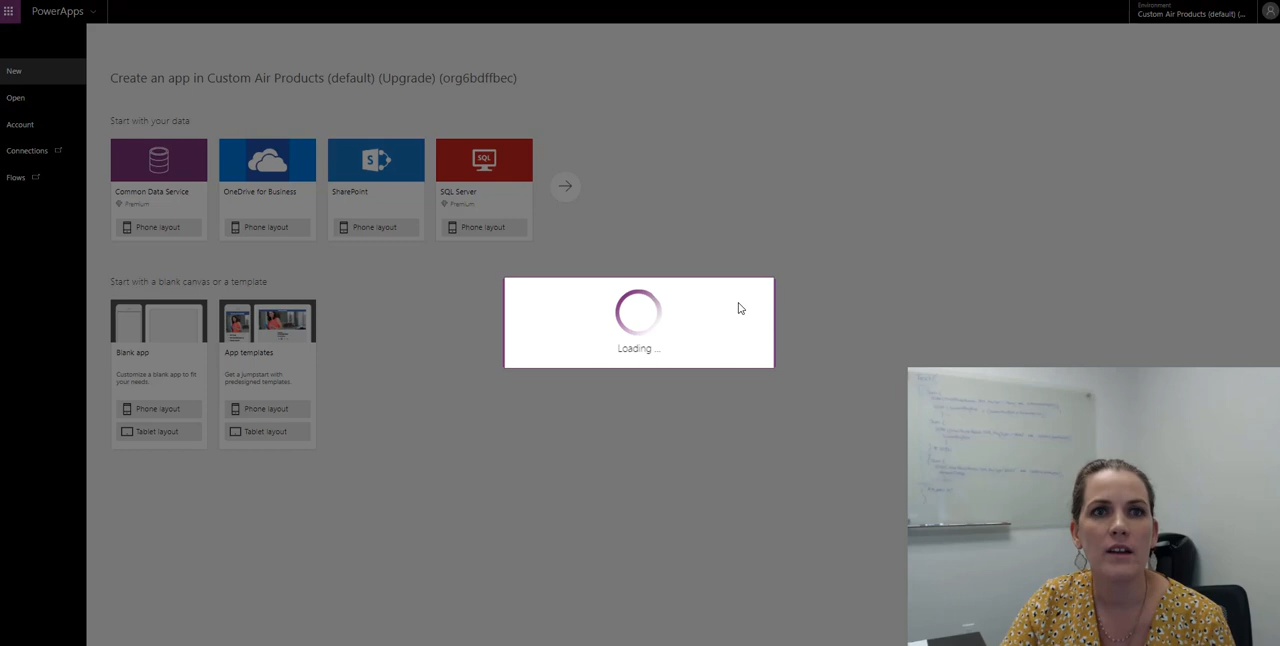 PowerApps
Environment
Custom Air Products (default) (...
New
Open
Account
Connections
Flows
Create an app in Custom Air Products (default) (Upgrade) (org6bdffbec)
Start with your data
SQL
Common Data Service
Premium
Phone layout
OneDrive for Business
Phone layout
SharePoint
Phone layout
SQL Server
Premium
Phone layout
Start with a blank canvas or a template
Blank app
Customize a blank app to fit
your needs.
Phone layout
Tablet layout
App templates
Get a jumpstart with
predesigned templates.
Phone layout
Tablet layout
Loading ...